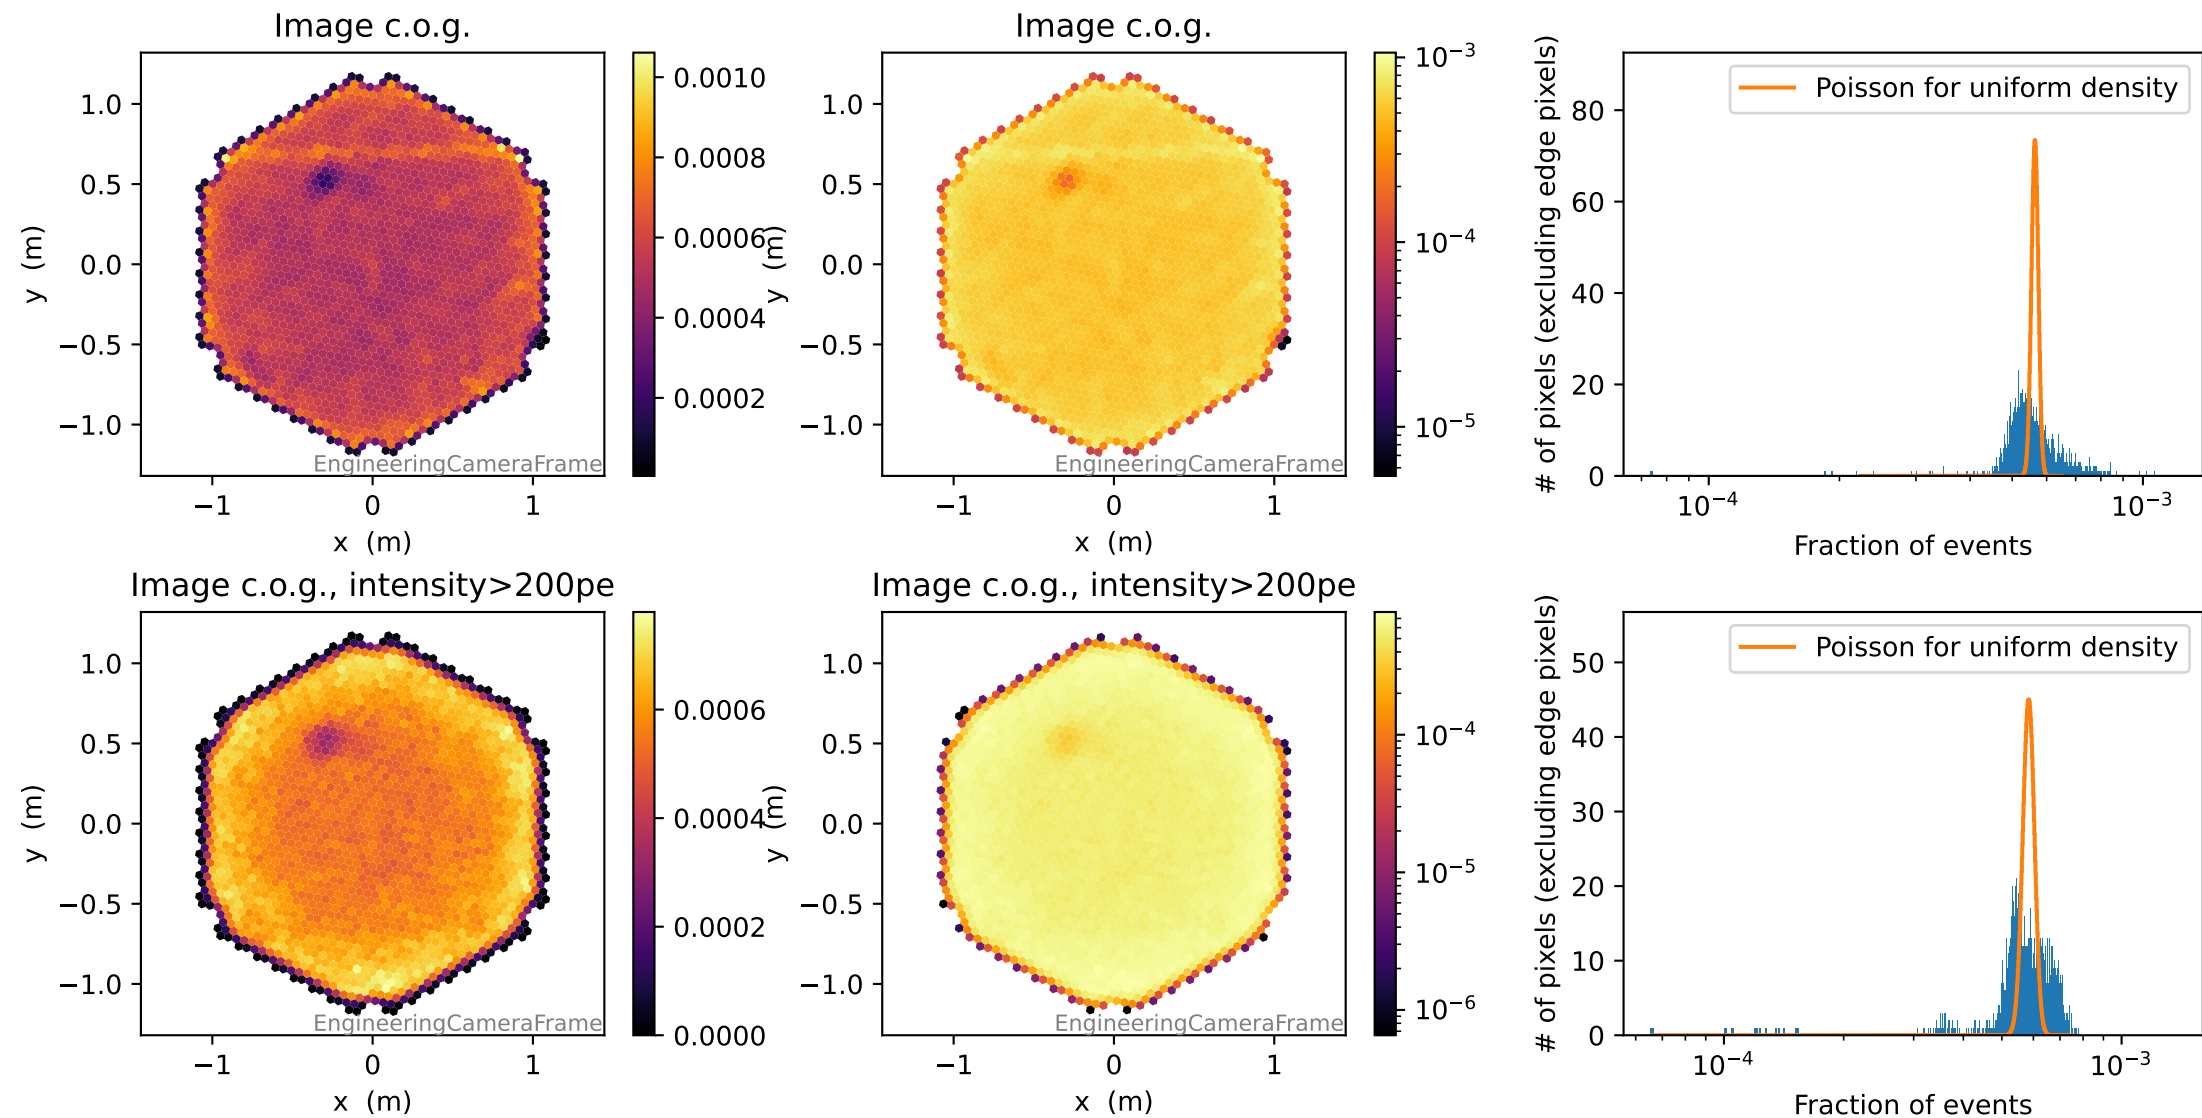 Image c.o.g.
1.0
0.5
0.0
−0.5
−1.0
y (m)
−1
0
1
x (m)
EngineeringCameraFrame
0.0010
0.0008
0.0006
0.0004
0.0002
Image c.o.g.
1.0
0.5
0.0
−0.5
−1.0
y (m)
−1
0
1
x (m)
EngineeringCameraFrame
10⁻³
10⁻⁴
10⁻⁵
Poisson for uniform density
80
60
40
20
0
# of pixels (excluding edge pixels)
10⁻⁴
10⁻³
Fraction of events
Image c.o.g., intensity>200pe
1.0
0.5
0.0
−0.5
−1.0
y (m)
−1
0
1
x (m)
EngineeringCameraFrame
0.0006
0.0004
0.0002
0.0000
Image c.o.g., intensity>200pe
1.0
0.5
0.0
−0.5
−1.0
y (m)
−1
0
1
x (m)
EngineeringCameraFrame
10⁻⁴
10⁻⁵
10⁻⁶
Poisson for uniform density
50
40
30
20
10
0
# of pixels (excluding edge pixels)
10⁻⁴
10⁻³
Fraction of events